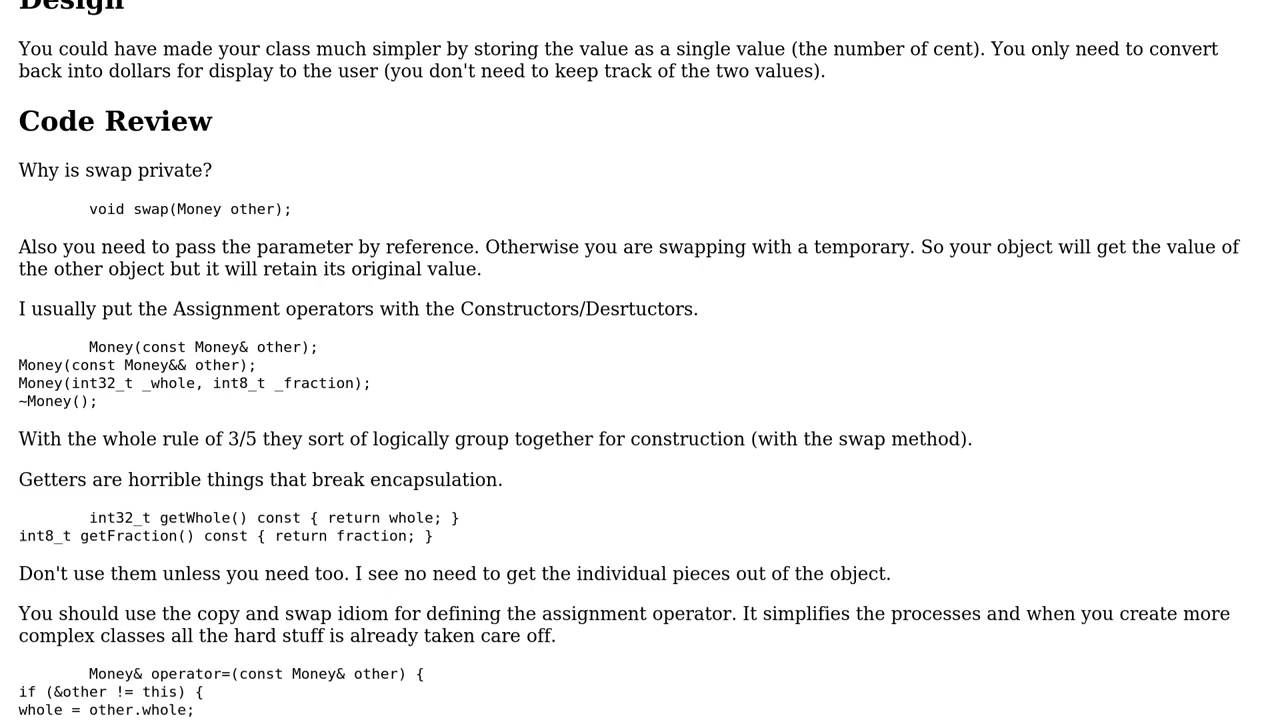 Design
You could have made your class much simpler by storing the value as a single value (the number of cent). You only need to convert
back into dollars for display to the user (you don't need to keep track of the two values).
Code Review
Why is swap private?
void swap(Money other);
Also you need to pass the parameter by reference. Otherwise you are swapping with a temporary. So your object will get the value of
the other object but it will retain its original value.
I usually put the Assignment operators with the Constructors/Desrtuctors.
Money(const Money& other);
Money(const Money&& other);
Money(int32_t _whole, int8_t _fraction);
~Money();
With the whole rule of 3/5 they sort of logically group together for construction (with the swap method).
Getters are horrible things that break encapsulation.
int32_t getWhole() const { return whole; }
int8_t getFraction() const { return fraction; }
Don't use them unless you need too. I see no need to get the individual pieces out of the object.
You should use the copy and swap idiom for defining the assignment operator. It simplifies the processes and when you create more
complex classes all the hard stuff is already taken care off.
Money& operator=(const Money& other) {
if (&other != this) {
whole = other.whole;